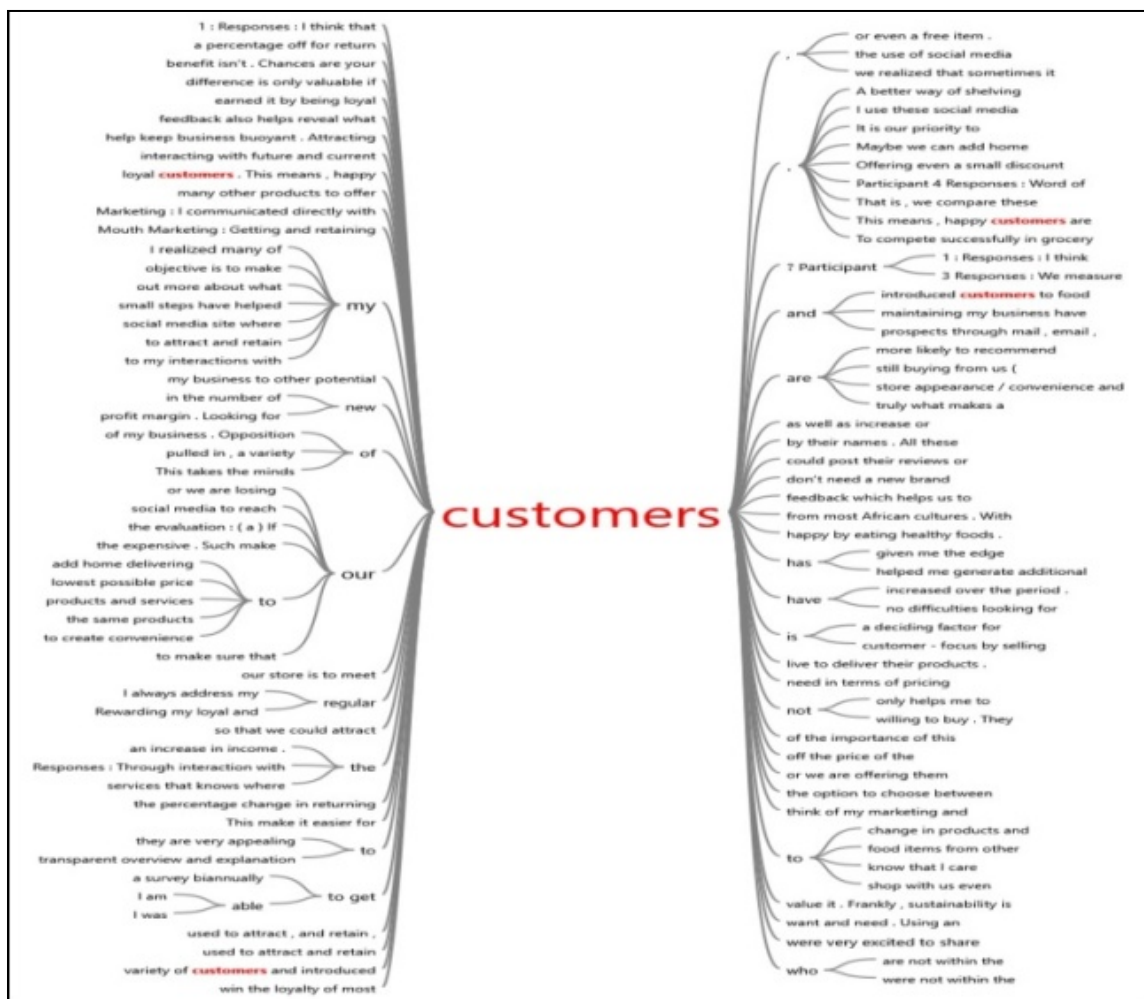 1 : Responses : I think that
a percentage off for return
benefit isn't . Chances are your
difference is only valuable if
earned it by being loyal
feedback also helps reveal what
help keep business buoyant . Attracting
interacting with future and current
loyal customers . This means , happy
many other products to offer
Marketing : I communicated directly with
Mouth Marketing : Getting and retaining
I realized many of
objective is to make
out more about what
small steps have helped
social media site where
to attract and retain
to my interactions with
my
my business to other potential
in the number of
profit margin . Looking for
new
of my business . Opposition
pulled in , a variety
This takes the minds
of
or we are losing
social media to reach
the evaluation : ( a ) If
the expensive . Such make
add home delivering
lowest possible price
products and services
the same products
to create convenience
to
to make sure that
our
our store is to meet
I always address my
Rewarding my loyal and
regular
so that we could attract
an increase in income .
Responses : Through interaction with
services that knows where
the
the percentage change in returning
This make it easier for
they are very appealing
transparent overview and explanation
to
a survey biannually
I am
I was
able
to get
used to attract , and retain ,
used to attract and retain
variety of customers and introduced
win the loyalty of most
customers
,
or even a free item .
the use of social media
we realized that sometimes it
.
A better way of shelving
I use these social media
It is our priority to
Maybe we can add home
Offering even a small discount
Participant 4 Responses : Word of
That is , we compare these
This means , happy customers are
To compete successfully in grocery
? Participant
1 : Responses : I think
3 Responses : We measure
and
introduced customers to food
maintaining my business have
prospects through mail , email ,
are
more likely to recommend
still buying from us (
store appearance / convenience and
truly what makes a
as well as increase or
by their names . All these
could post their reviews or
don't need a new brand
feedback which helps us to
from most African cultures . With
happy by eating healthy foods .
has
given me the edge
helped me generate additional
have
increased over the period .
no difficulties looking for
is
a deciding factor for
customer - focus by selling
live to deliver their products .
need in terms of pricing
not
only helps me to
willing to buy . They
of the importance of this
off the price of the
or we are offering them
the option to choose between
think of my marketing and
to
change in products and
food items from other
know that I care
shop with us even
value it . Frankly , sustainability is
want and need . Using an
were very excited to share
who
are not within the
were not within the